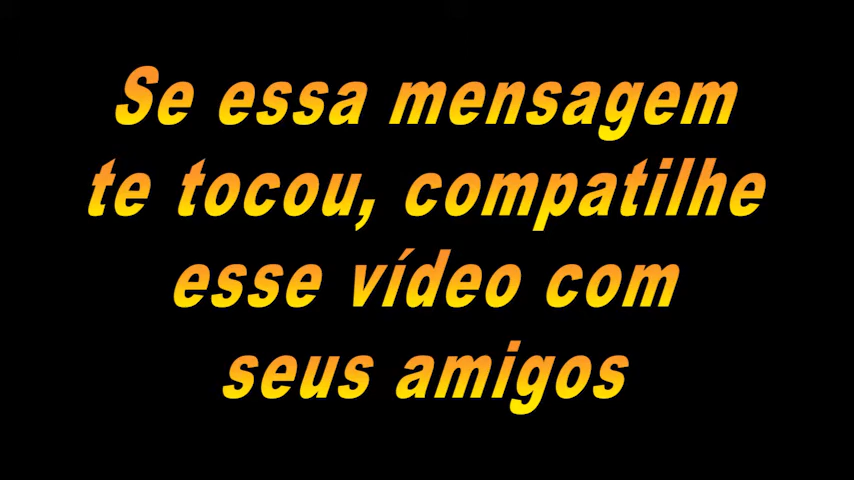 Se essa mensagem
te tocou, compatilhe
esse vídeo com
seus amigos